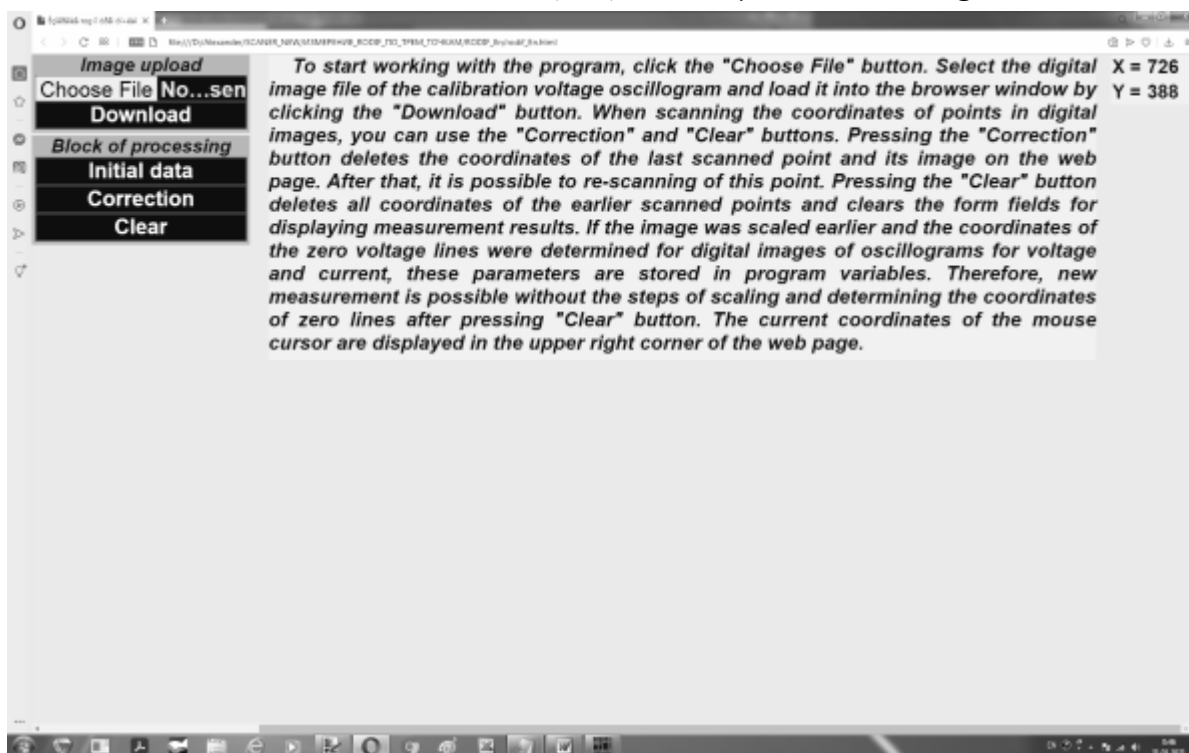 Image upload
Choose File No...sen
Download
Block of processing
Initial data
Correction
Clear
To start working with the program, click the "Choose File" button. Select the digital
image file of the calibration voltage oscillogram and load it into the browser window by
clicking the "Download" button. When scanning the coordinates of points in digital
images, you can use the "Correction" and "Clear" buttons. Pressing the "Correction"
button deletes the coordinates of the last scanned point and its image on the web
page. After that, it is possible to re-scanning of this point. Pressing the "Clear" button
deletes all coordinates of the earlier scanned points and clears the form fields for
displaying measurement results. If the image was scaled earlier and the coordinates of
the zero voltage lines were determined for digital images of oscillograms for voltage
and current, these parameters are stored in program variables. Therefore, new
measurement is possible without the steps of scaling and determining the coordinates
of zero lines after pressing "Clear" button. The current coordinates of the mouse
cursor are displayed in the upper right corner of the web page.
X = 726
Y = 388